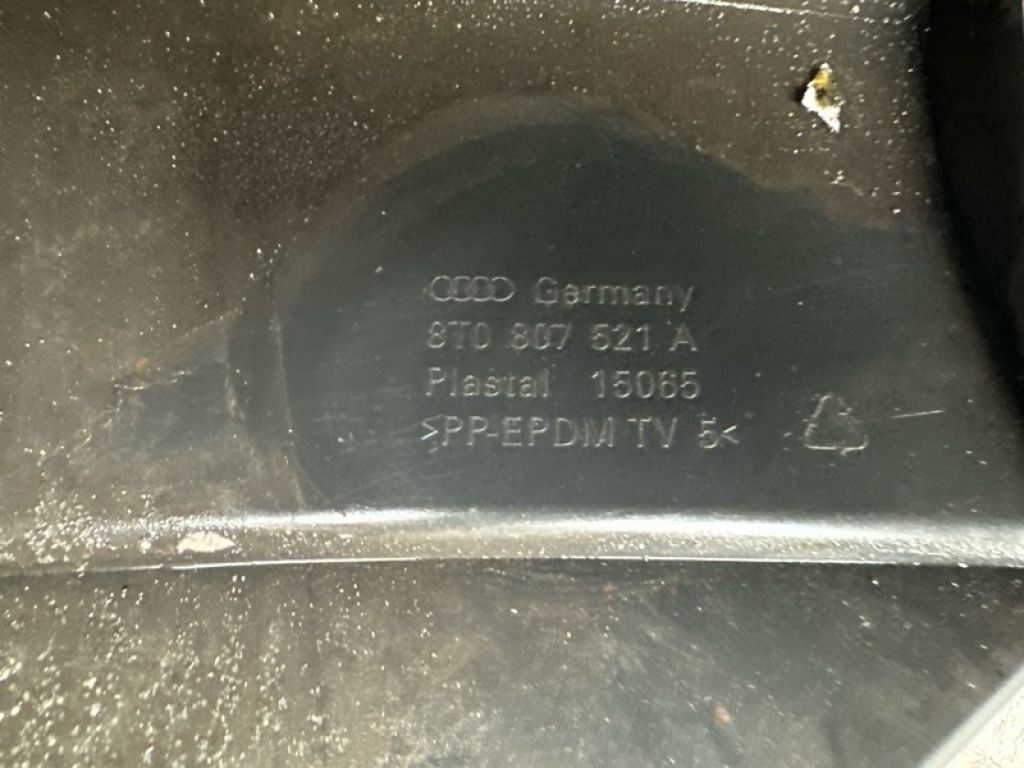 Germany
8T0 807 521 A
Plastal 15065
>PP-EPDM TV 5<